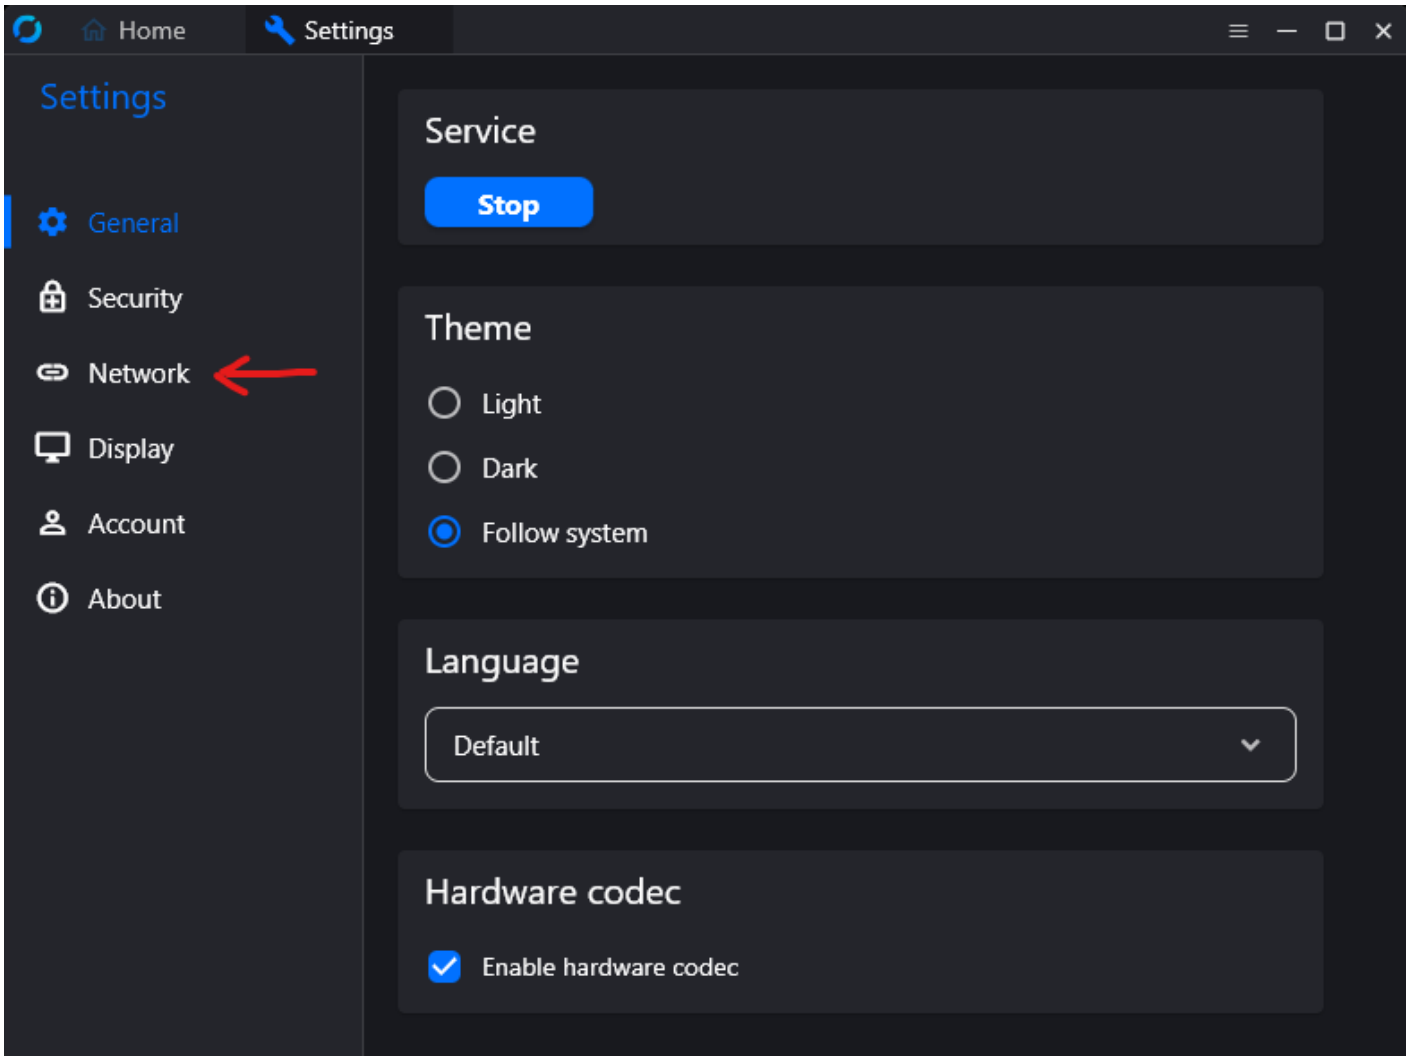 Home
Settings
Settings
General
Security
Network
Display
Account
About
Service
Stop
Theme
Light
Dark
Follow system
Language
Default
Hardware codec
Enable hardware codec